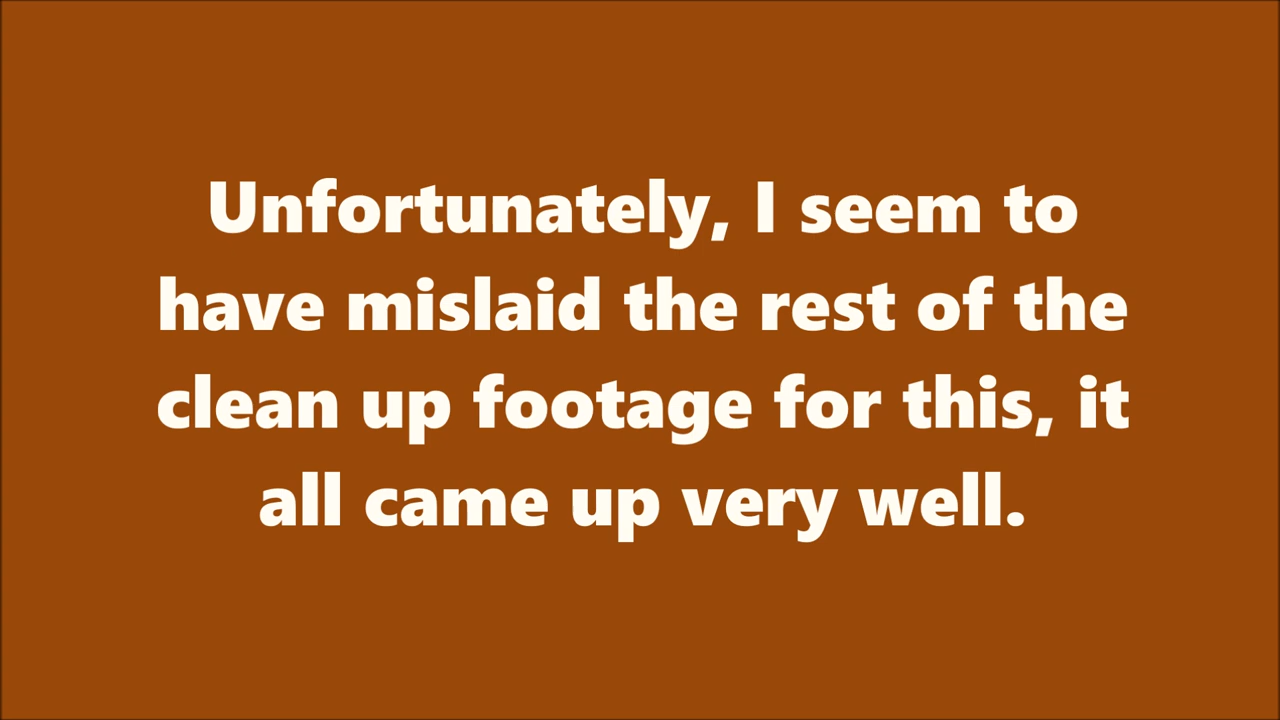 Unfortunately, I seem to
have mislaid the rest of the
clean up footage for this, it
all came up very well.